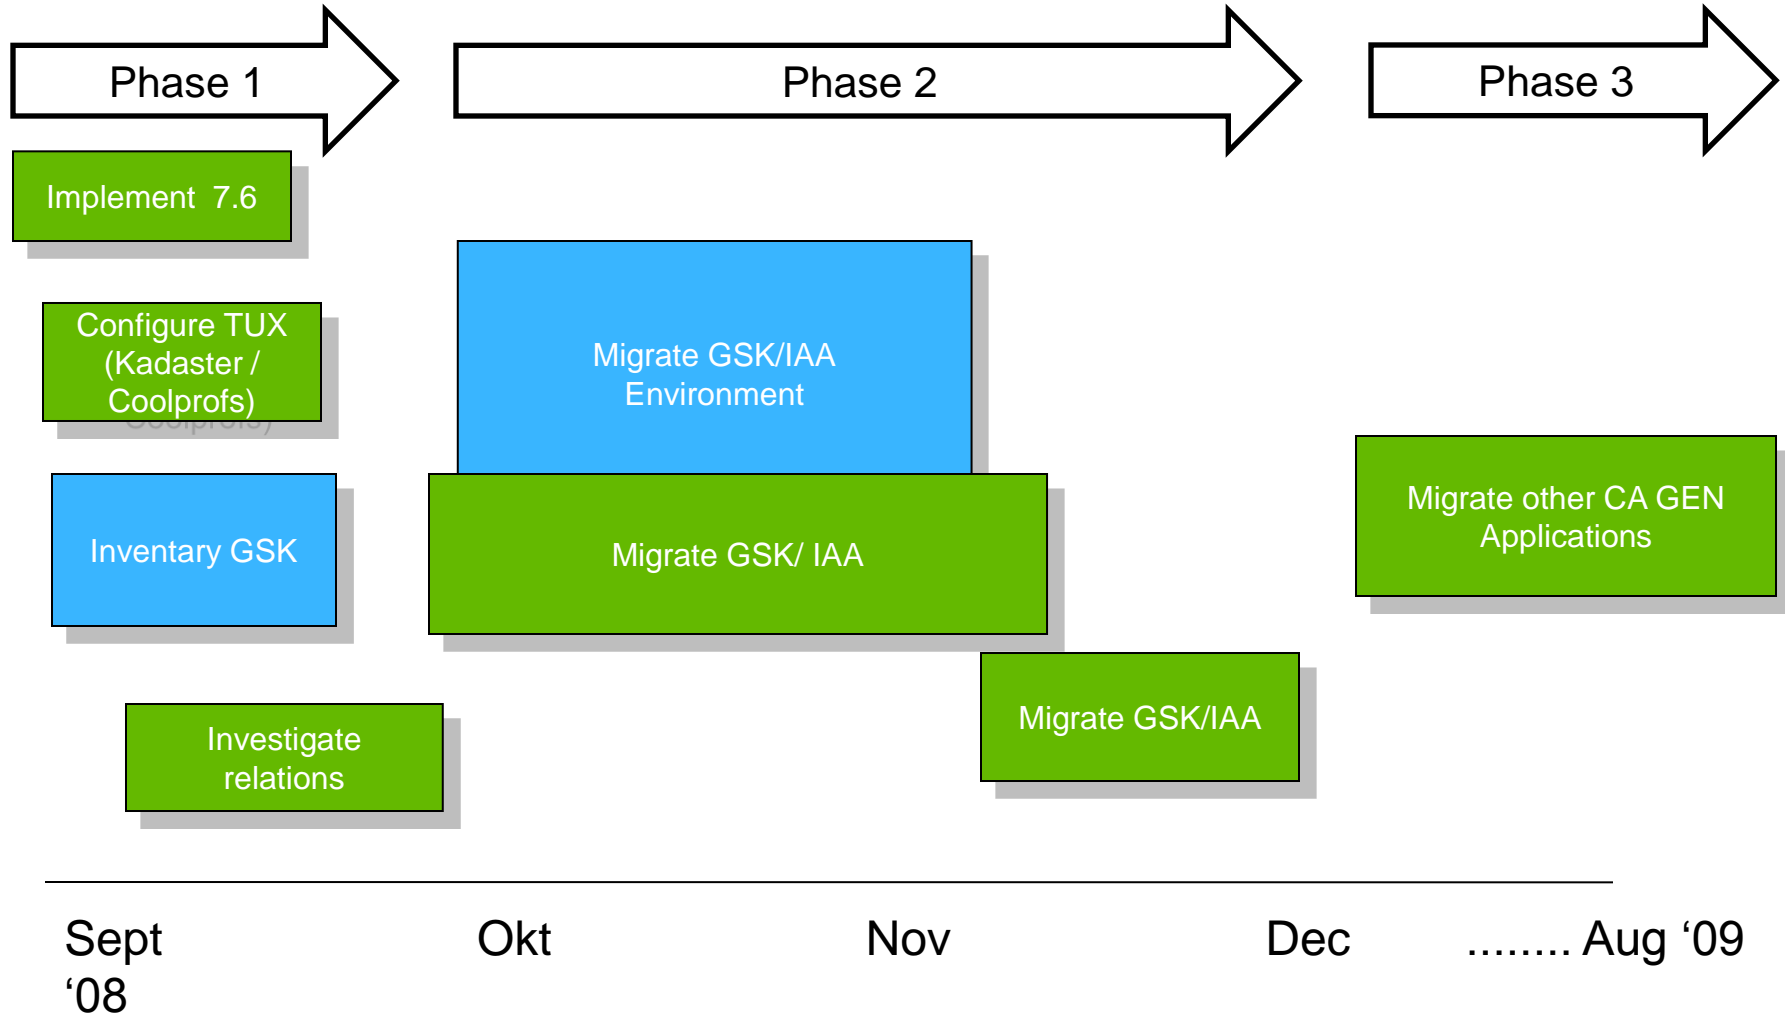 Phase 1
Phase 2
Phase 3
Implement  7.6
Configure TUX
(Kadaster /
Coolprofs)
Migrate GSK/IAA
Environment
Inventary GSK
Migrate GSK/ IAA
Migrate other CA GEN
Applications
Investigate
relations
Migrate GSK/IAA
Sept
‘08
Okt
Nov
Dec
........ Aug ‘09